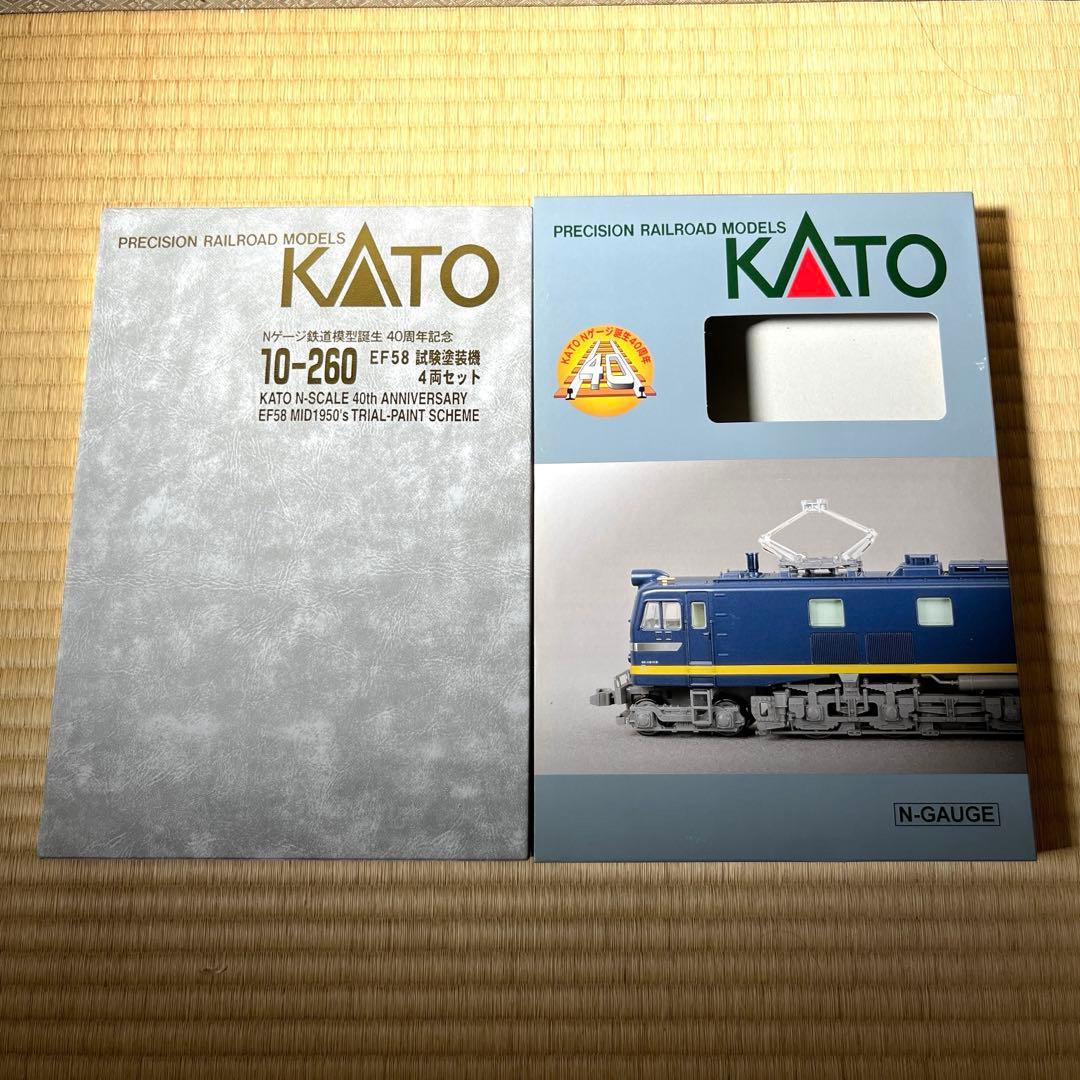 PRECISION RAILROAD MODELS
KATO
Nゲージ鉄道模型誕生 40周年記念
10-260 EF58 試験塗装機
4両セット
KATO N-SCALE 40th ANNIVERSARY
EF58 MID1950's TRIAL-PAINT SCHEME
PRECISION RAILROAD MODELS
KATO
KATO Nゲージ誕生40周年
40
N-GAUGE